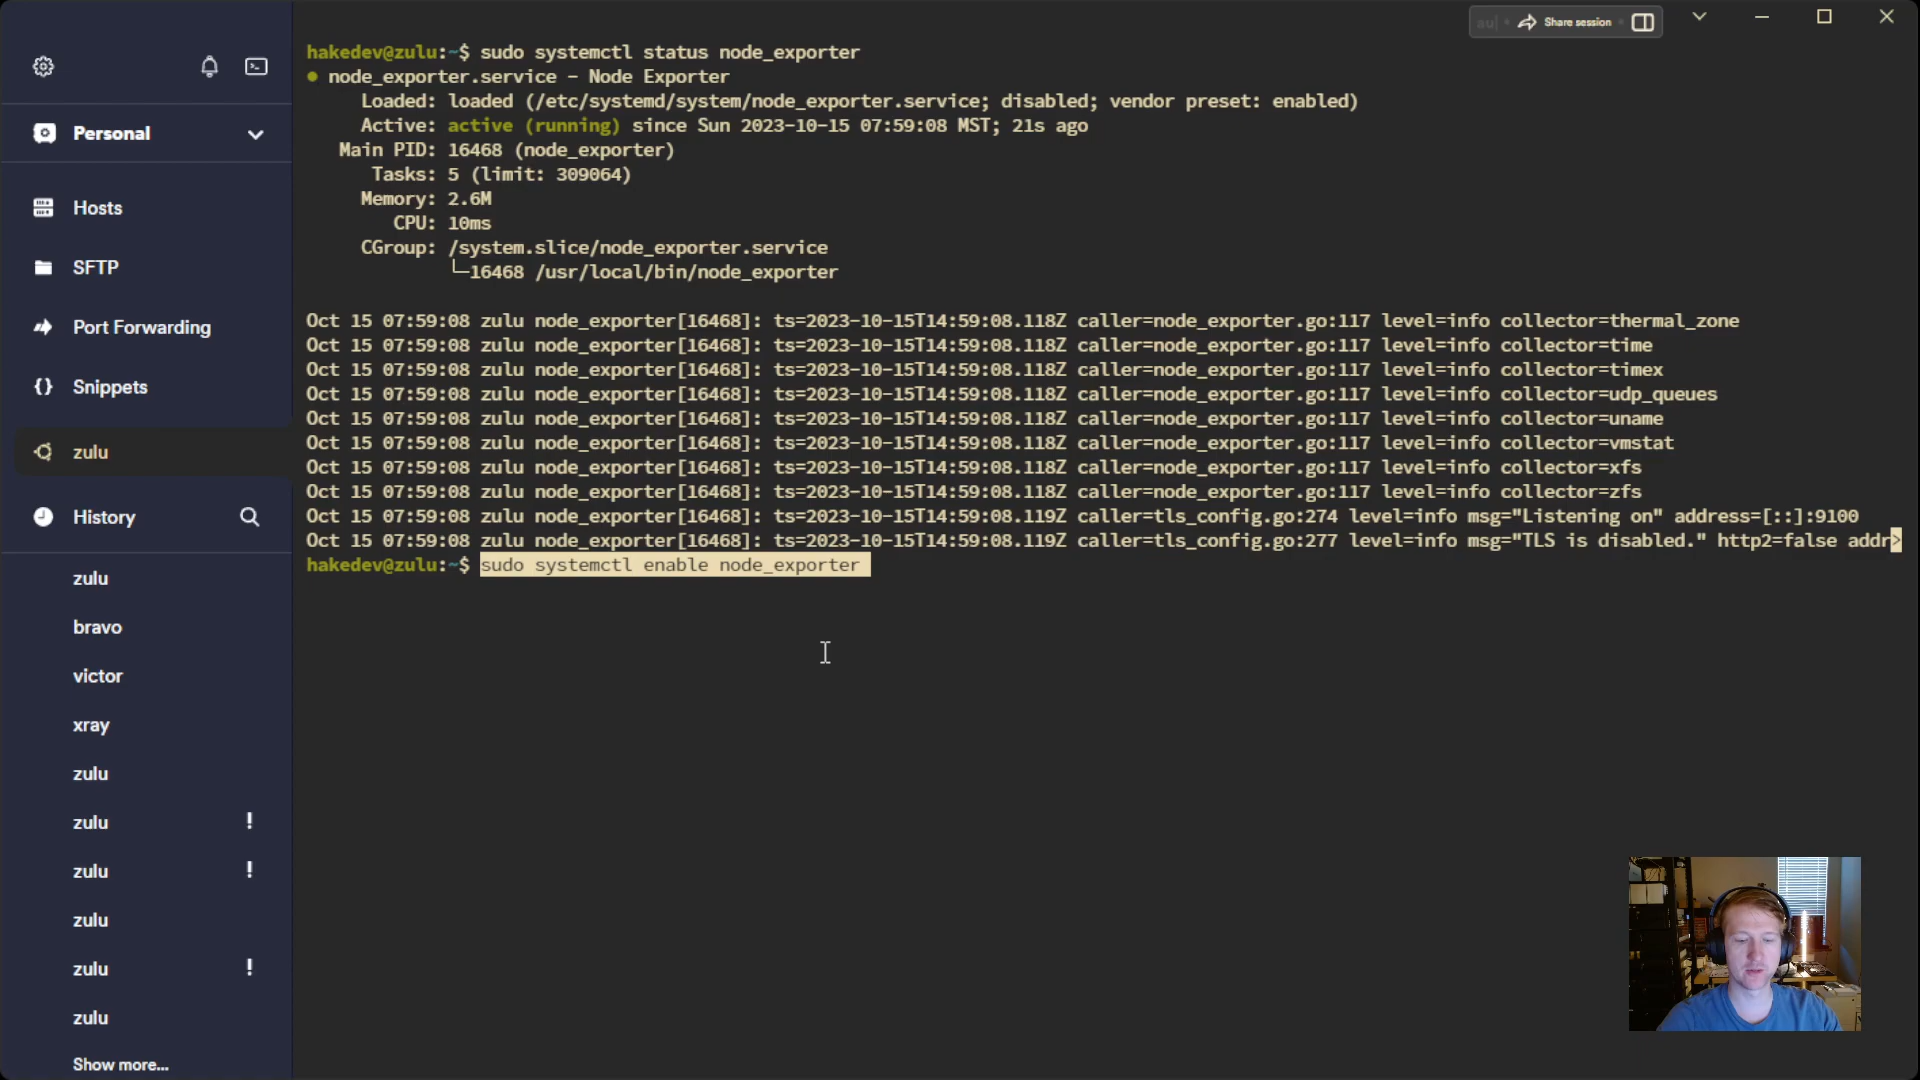 Share session
Personal
Hosts
SFTP
Port Forwarding
Snippets
zulu
History
zulu
bravo
victor
xray
zulu
zulu !
zulu !
zulu
zulu !
zulu
Show more...
hakedev@zulu:~$ sudo systemctl status node_exporter
● node_exporter.service - Node Exporter
Loaded: loaded (/etc/systemd/system/node_exporter.service; disabled; vendor preset: enabled)
Active: active (running) since Sun 2023-10-15 07:59:08 MST; 21s ago
Main PID: 16468 (node_exporter)
Tasks: 5 (limit: 309064)
Memory: 2.6M
CPU: 10ms
CGroup: /system.slice/node_exporter.service
└─16468 /usr/local/bin/node_exporter
Oct 15 07:59:08 zulu node_exporter[16468]: ts=2023-10-15T14:59:08.118Z caller=node_exporter.go:117 level=info collector=thermal_zone
Oct 15 07:59:08 zulu node_exporter[16468]: ts=2023-10-15T14:59:08.118Z caller=node_exporter.go:117 level=info collector=time
Oct 15 07:59:08 zulu node_exporter[16468]: ts=2023-10-15T14:59:08.118Z caller=node_exporter.go:117 level=info collector=timex
Oct 15 07:59:08 zulu node_exporter[16468]: ts=2023-10-15T14:59:08.118Z caller=node_exporter.go:117 level=info collector=udp_queues
Oct 15 07:59:08 zulu node_exporter[16468]: ts=2023-10-15T14:59:08.118Z caller=node_exporter.go:117 level=info collector=uname
Oct 15 07:59:08 zulu node_exporter[16468]: ts=2023-10-15T14:59:08.118Z caller=node_exporter.go:117 level=info collector=vmstat
Oct 15 07:59:08 zulu node_exporter[16468]: ts=2023-10-15T14:59:08.118Z caller=node_exporter.go:117 level=info collector=xfs
Oct 15 07:59:08 zulu node_exporter[16468]: ts=2023-10-15T14:59:08.118Z caller=node_exporter.go:117 level=info collector=zfs
Oct 15 07:59:08 zulu node_exporter[16468]: ts=2023-10-15T14:59:08.119Z caller=tls_config.go:274 level=info msg="Listening on" address=[::]:9100
Oct 15 07:59:08 zulu node_exporter[16468]: ts=2023-10-15T14:59:08.119Z caller=tls_config.go:277 level=info msg="TLS is disabled." http2=false addr>
hakedev@zulu:~$ sudo systemctl enable node_exporter